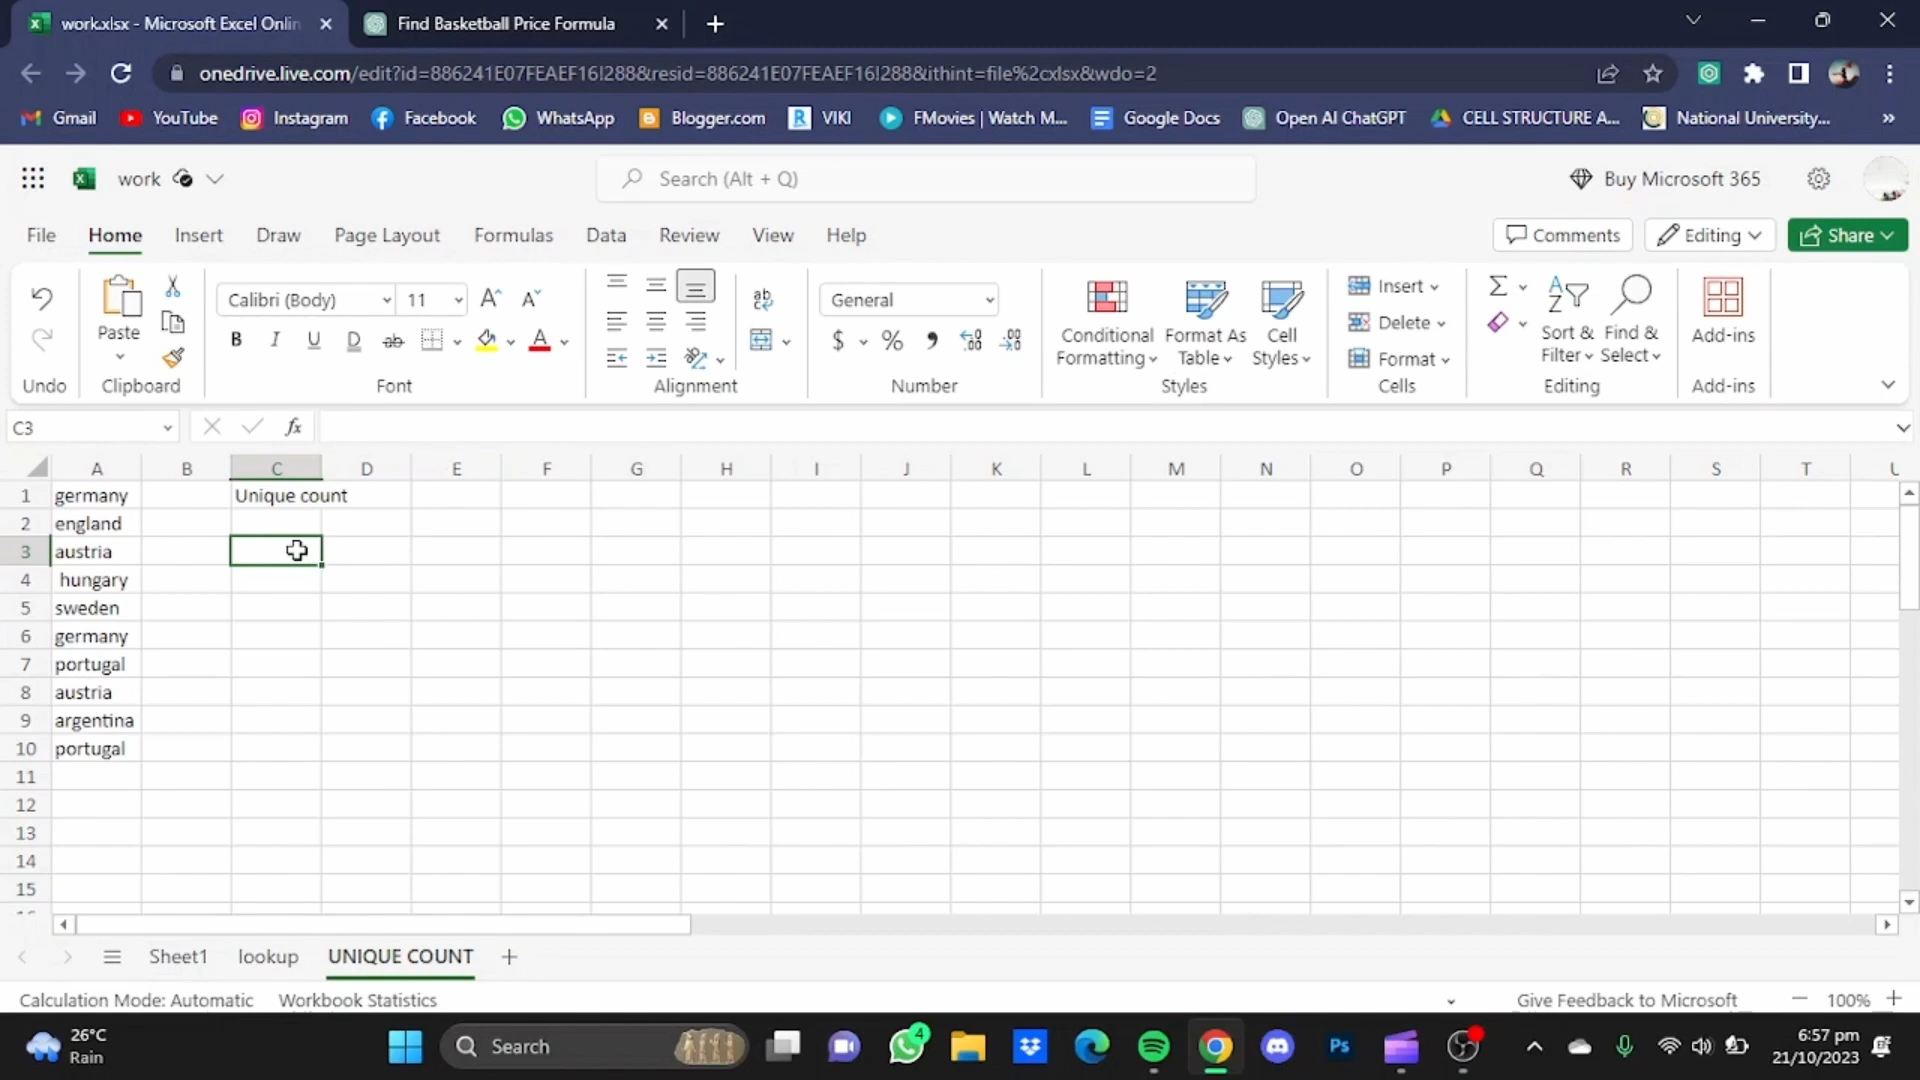 work.xlsx - Microsoft Excel Onlin
Find Basketball Price Formula
onedrive.live.com/edit?id=886241E07FEAEF16!288&resid=886241E07FEAEF16!288&ithint=file%2cxlsx&wdo=2
Gmail YouTube Instagram Facebook WhatsApp Blogger.com VIKI FMovies | Watch M... Google Docs Open AI ChatGPT CELL STRUCTURE A... National University... »
work
Search (Alt + Q)
Buy Microsoft 365
File Home Insert Draw Page Layout Formulas Data Review View Help
Comments Editing Share
Paste
Calibri (Body) 11
General
Conditional Formatting
Format As Table
Cell Styles
Insert
Delete
Format
Sort & Filter
Find & Select
Add-ins
Undo Clipboard Font Alignment Number Styles Cells Editing Add-ins
C3 fx
A B C D E F G H I J K L M N O P Q R S T U
1 germany Unique count
2 england
3 austria
4 hungary
5 sweden
6 germany
7 portugal
8 austria
9 argentina
10 portugal
11
12
13
14
15
Sheet1 lookup UNIQUE COUNT +
Calculation Mode: Automatic Workbook Statistics Give Feedback to Microsoft 100%
26°C
Rain
Search
4
Ps
6:57 pm
21/10/2023